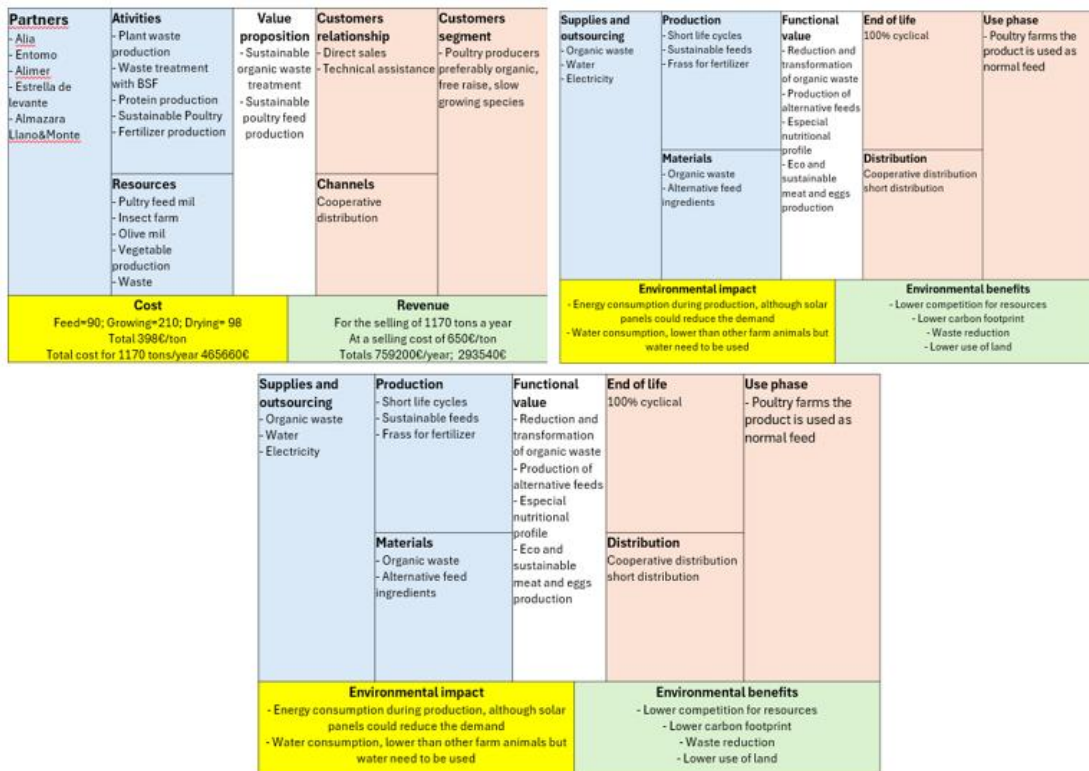 Partners
- Alia
- Entomo
- Alimer
- Estrella de
levante
- Almazara
Llano&Monte
Ativities
- Plant waste
production
- Waste treatment
with BSF
- Protein production
- Sustainable Poultry
- Fertilizer production
Resources
- Pultry feed mil
- Insect farm
- Olive mil
- Vegetable
production
- Waste
Value
proposition
- Sustainable
organic waste
treatment
- Sustainable
poultry feed
production
Customers
relationship
- Direct sales
- Technical assistance
Channels
Cooperative
distribution
Customers
segment
- Poultry producers
preferably organic,
free raise, slow
growing species
Cost
Feed=90; Growing=210; Drying= 98
Total 398€/ton
Total cost for 1170 tons/year 465660€
Revenue
For the selling of 1170 tons a year
At a selling cost of 650€/ton
Totals 759200€/year; 293540€
Supplies and
outsourcing
- Organic waste
- Water
- Electricity
Production
- Short life cycles
- Sustainable feeds
- Frass for fertilizer
Materials
- Organic waste
- Alternative feed
ingredients
Functional
value
- Reduction and
transformation
of organic waste
- Production of
alternative feeds
- Especial
nutritional
profile
- Eco and
sustainable
meat and eggs
production
End of life
100% cyclical
Distribution
Cooperative distribution
short distribution
Use phase
- Poultry farms the
product is used as
normal feed
Environmental impact
- Energy consumption during production, although solar
panels could reduce the demand
- Water consumption, lower than other farm animals but
water need to be used
Environmental benefits
- Lower competition for resources
- Lower carbon footprint
- Waste reduction
- Lower use of land
Supplies and
outsourcing
- Organic waste
- Water
- Electricity
Production
- Short life cycles
- Sustainable feeds
- Frass for fertilizer
Materials
- Organic waste
- Alternative feed
ingredients
Functional
value
- Reduction and
transformation
of organic waste
- Production of
alternative feeds
- Especial
nutritional
profile
- Eco and
sustainable
meat and eggs
production
End of life
100% cyclical
Distribution
Cooperative distribution
short distribution
Use phase
- Poultry farms the
product is used as
normal feed
Environmental impact
- Energy consumption during production, although solar
panels could reduce the demand
- Water consumption, lower than other farm animals but
water need to be used
Environmental benefits
- Lower competition for resources
- Lower carbon footprint
- Waste reduction
- Lower use of land